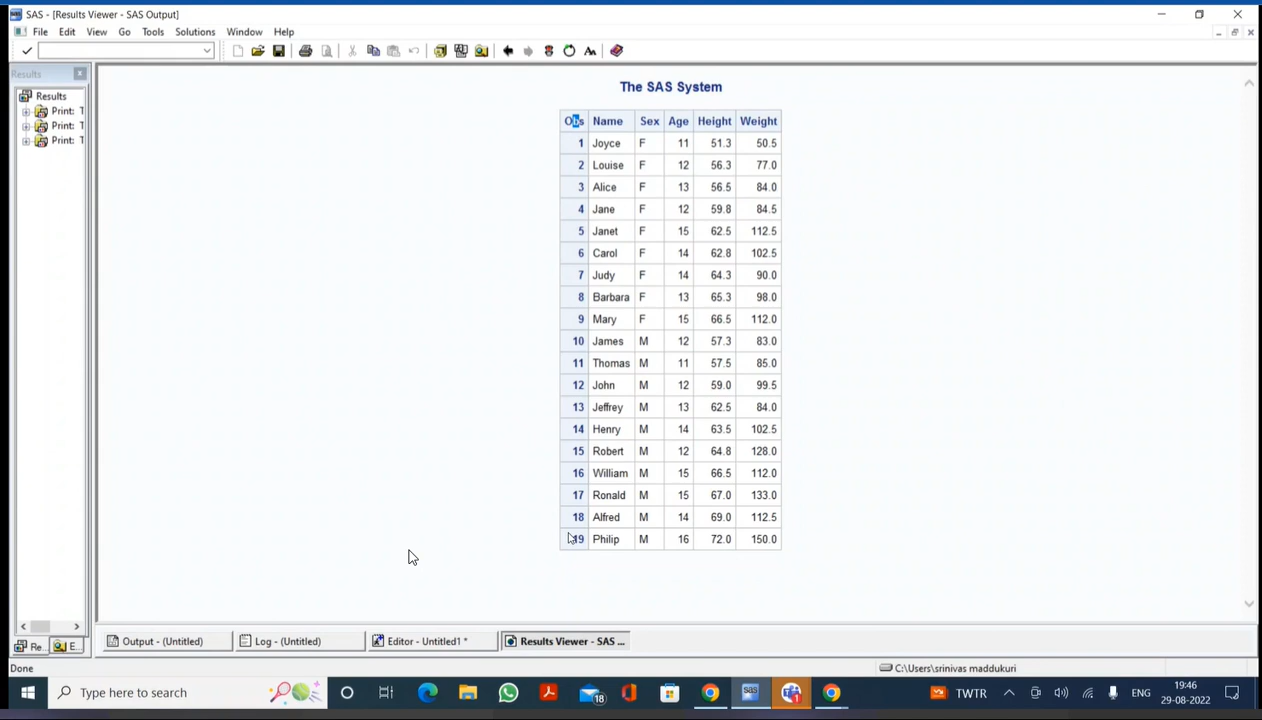 SAS - [Results Viewer - SAS Output]
File Edit View Go Tools Solutions Window Help
Results
Results
Print: T
Print: T
Print: T
The SAS System
Obs Name Sex Age Height Weight
1 Joyce F 11 51.3 50.5
2 Louise F 12 56.3 77.0
3 Alice F 13 56.5 84.0
4 Jane F 12 59.8 84.5
5 Janet F 15 62.5 112.5
6 Carol F 14 62.8 102.5
7 Judy F 14 64.3 90.0
8 Barbara F 13 65.3 98.0
9 Mary F 15 66.5 112.0
10 James M 12 57.3 83.0
11 Thomas M 11 57.5 85.0
12 John M 12 59.0 99.5
13 Jeffrey M 13 62.5 84.0
14 Henry M 14 63.5 102.5
15 Robert M 12 64.8 128.0
16 William M 15 66.5 112.0
17 Ronald M 15 67.0 133.0
18 Alfred M 14 69.0 112.5
19 Philip M 16 72.0 150.0
Re... E... Output - (Untitled) Log - (Untitled) Editor - Untitled1 * Results Viewer - SAS ...
Done C:\Users\srinivas maddukuri
Type here to search 18 sas 1 TWTR ENG 19:46
29-08-2022